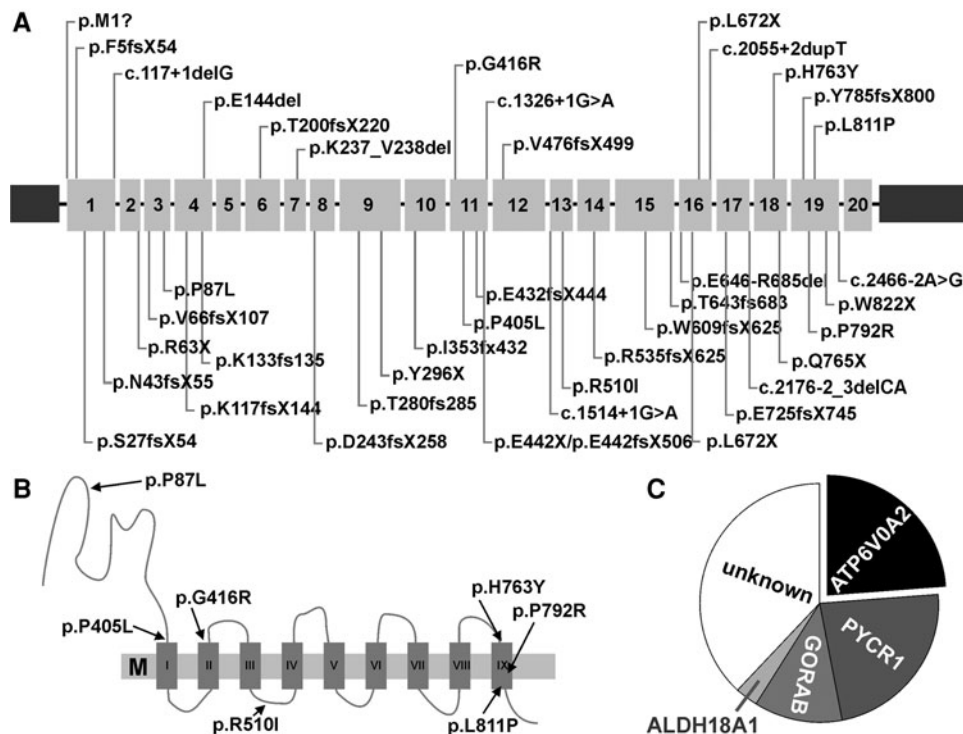 A
p.M1?
p.F5fsX54
c.117+1delG
p.E144del
p.T200fsX220
p.K237_V238del
p.G416R
c.1326+1G>A
p.V476fsX499
p.L672X
c.2055+2dupT
p.H763Y
p.Y785fsX800
p.L811P
1 2 3 4 5 6 7 8 9 10 11 12 13 14 15 16 17 18 19 20
p.P87L
p.V66fsX107
p.R63X
p.N43fsX55
p.S27fsX54
p.K133fs135
p.K117fsX144
p.D243fsX258
p.T280fs285
p.Y296X
p.I353fx432
p.P405L
p.E432fsX444
p.E442X/p.E442fsX506
c.1514+1G>A
p.R510I
p.R535fsX625
p.W609fsX625
p.T643fs683
p.E646-R685del
p.L672X
p.E725fsX745
c.2176-2_3delCA
p.Q765X
p.P792R
p.W822X
c.2466-2A>G
B
p.P87L
p.P405L
p.G416R
p.H763Y
p.P792R
M
I II III IV V VI VII VIII IX
p.R510I
p.L811P
C
unknown
ATP6V0A2
PYCR1
GORAB
ALDH18A1